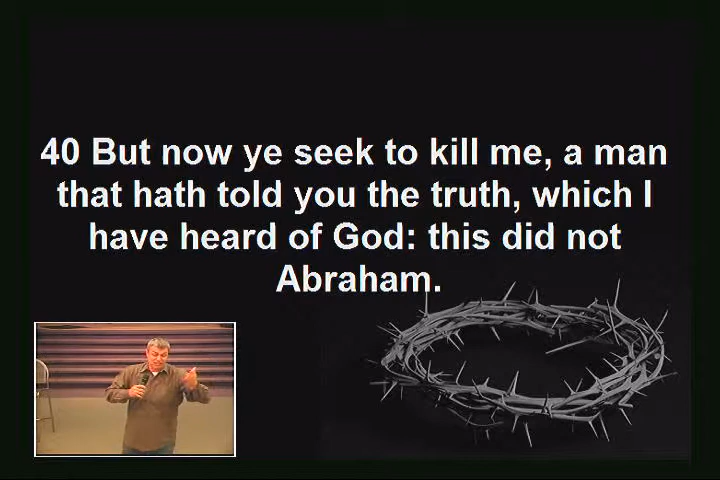 40 But now ye seek to kill me, a man
that hath told you the truth, which I
have heard of God: this did not
Abraham.